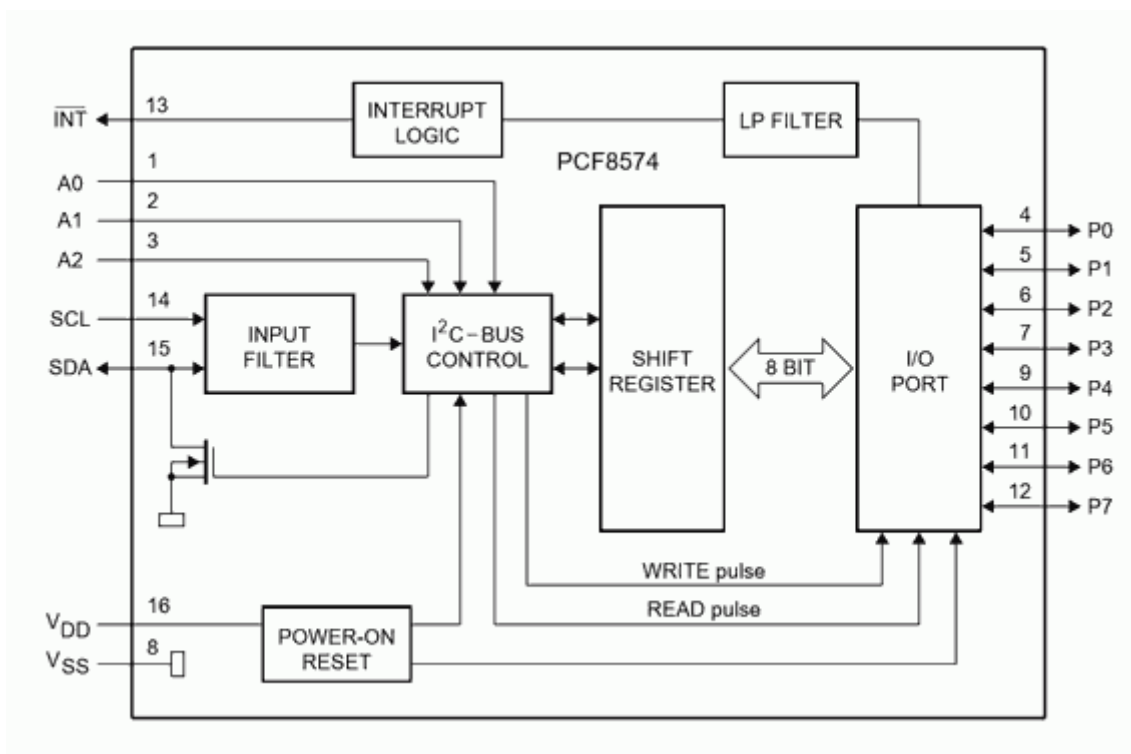 INT
13
INTERRUPT
LOGIC
LP FILTER
PCF8574
A0
1
A1
2
A2
3
SCL
14
SDA
15
INPUT
FILTER
I²C–BUS
CONTROL
SHIFT
REGISTER
8 BIT
I/O
PORT
4
P0
5
P1
6
P2
7
P3
9
P4
10
P5
11
P6
12
P7
WRITE pulse
READ pulse
VDD
16
VSS
8
POWER-ON
RESET